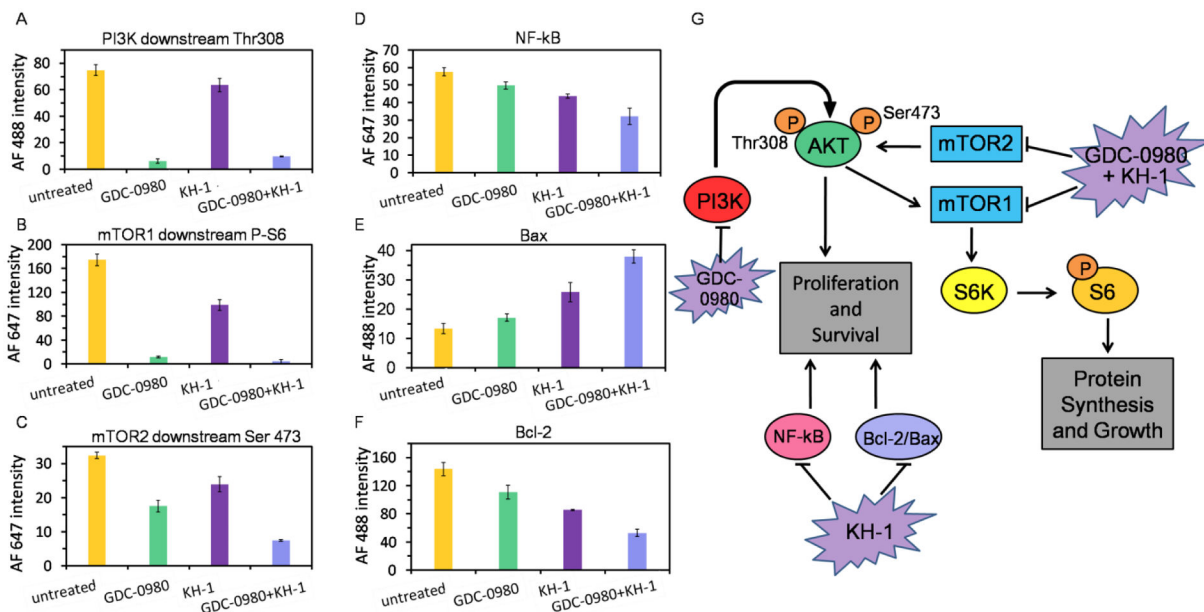 A
PI3K downstream Thr308
AF 488 intensity
80
60
40
20
0
untreated
GDC-0980
KH-1
GDC-0980+KH-1
B
mTOR1 downstream P-S6
AF 647 intensity
200
160
120
80
40
0
untreated
GDC-0980
KH-1
GDC-0980+KH-1
C
mTOR2 downstream Ser 473
AF 647 intensity
30
20
10
0
untreated
GDC-0980
KH-1
GDC-0980+KH-1
D
NF-kB
AF 647 intensity
70
60
50
40
30
20
10
0
untreated
GDC-0980
KH-1
GDC-0980+KH-1
E
Bax
AF 488 intensity
40
30
20
10
0
untreated
GDC-0980
KH-1
GDC-0980+KH-1
F
Bcl-2
AF 488 intensity
160
120
80
40
0
untreated
GDC-0980
KH-1
GDC-0980+KH-1
G
P
P
Ser473
Thr308
AKT
mTOR2
GDC-0980
+ KH-1
PI3K
mTOR1
GDC-
0980
Proliferation
and
Survival
S6K
P
S6
Protein
Synthesis
and Growth
NF-kB
Bcl-2/Bax
KH-1